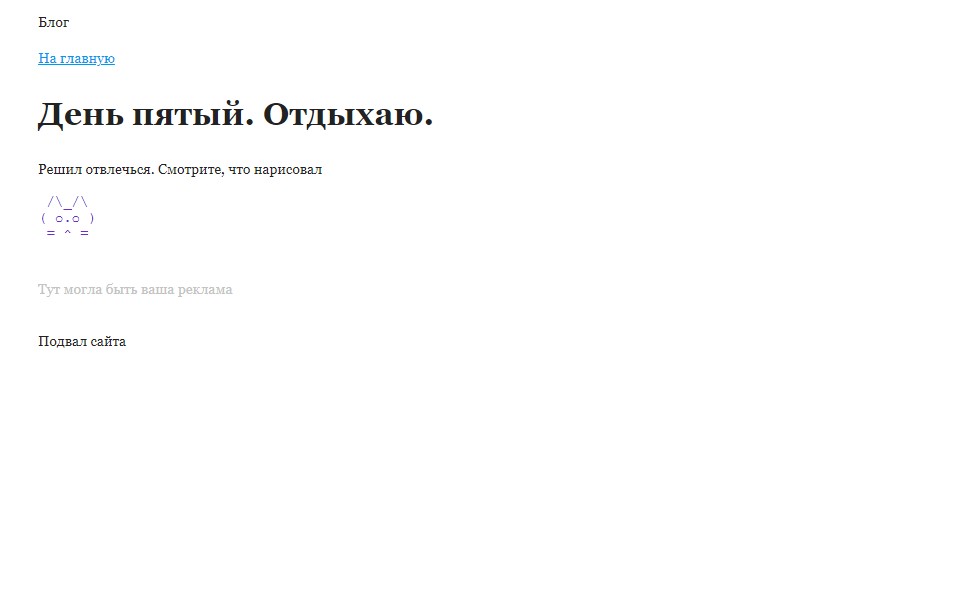 Блог
На главную
День пятый. Отдыхаю.
Решил отвлечься. Смотрите, что нарисовал
 /\_/\
( o.o )
 = ^ =
Тут могла быть ваша реклама
Подвал сайта